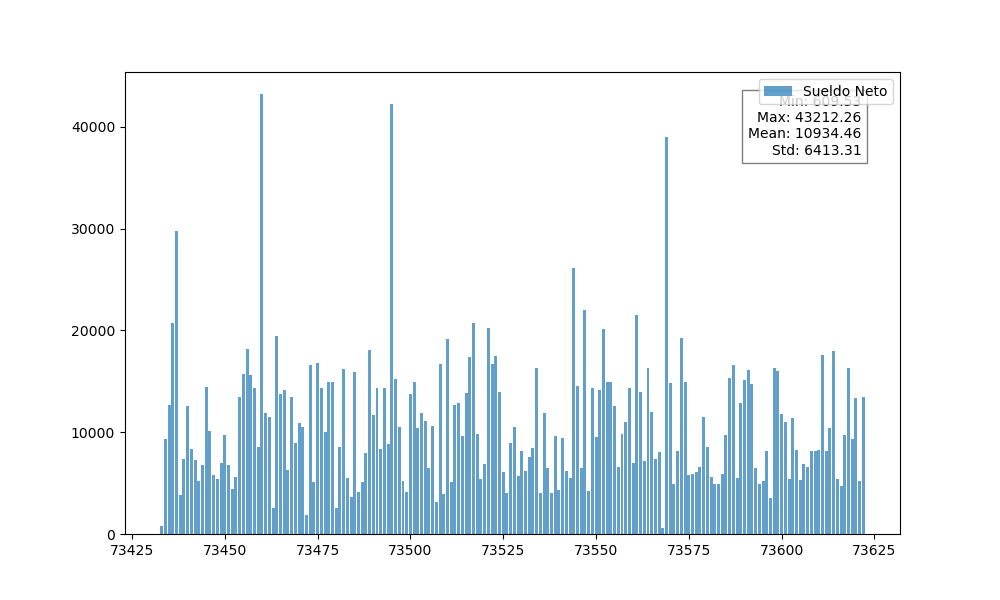 Sueldo Neto
Min: 609.53
Max: 43212.26
Mean: 10934.46
Std: 6413.31
40000
30000
20000
10000
0
73425 73450 73475 73500 73525 73550 73575 73600 73625